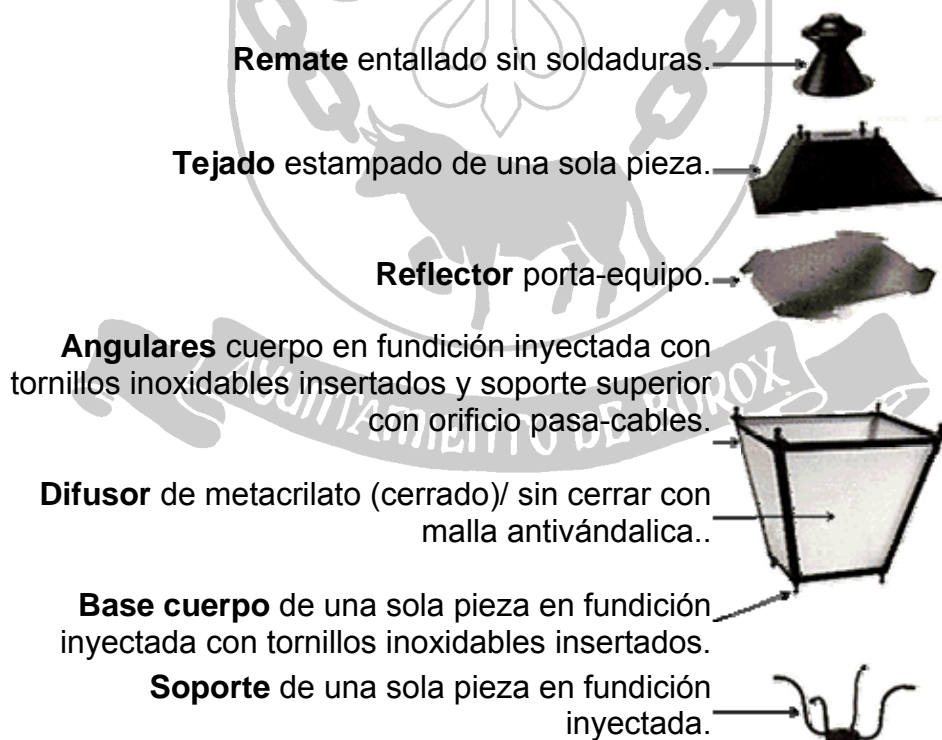 Remate entallado sin soldaduras.
Tejado estampado de una sola pieza.
Reflector porta-equipo.
Angulares cuerpo en fundición inyectada con
tornillos inoxidables insertados y soporte superior
con orificio pasa-cables.
Difusor de metacrilato (cerrado)/ sin cerrar con
malla antivándalica..
Base cuerpo de una sola pieza en fundición
inyectada con tornillos inoxidables insertados.
Soporte de una sola pieza en fundición
inyectada.
AYUNTAMIENTO DE BOROX